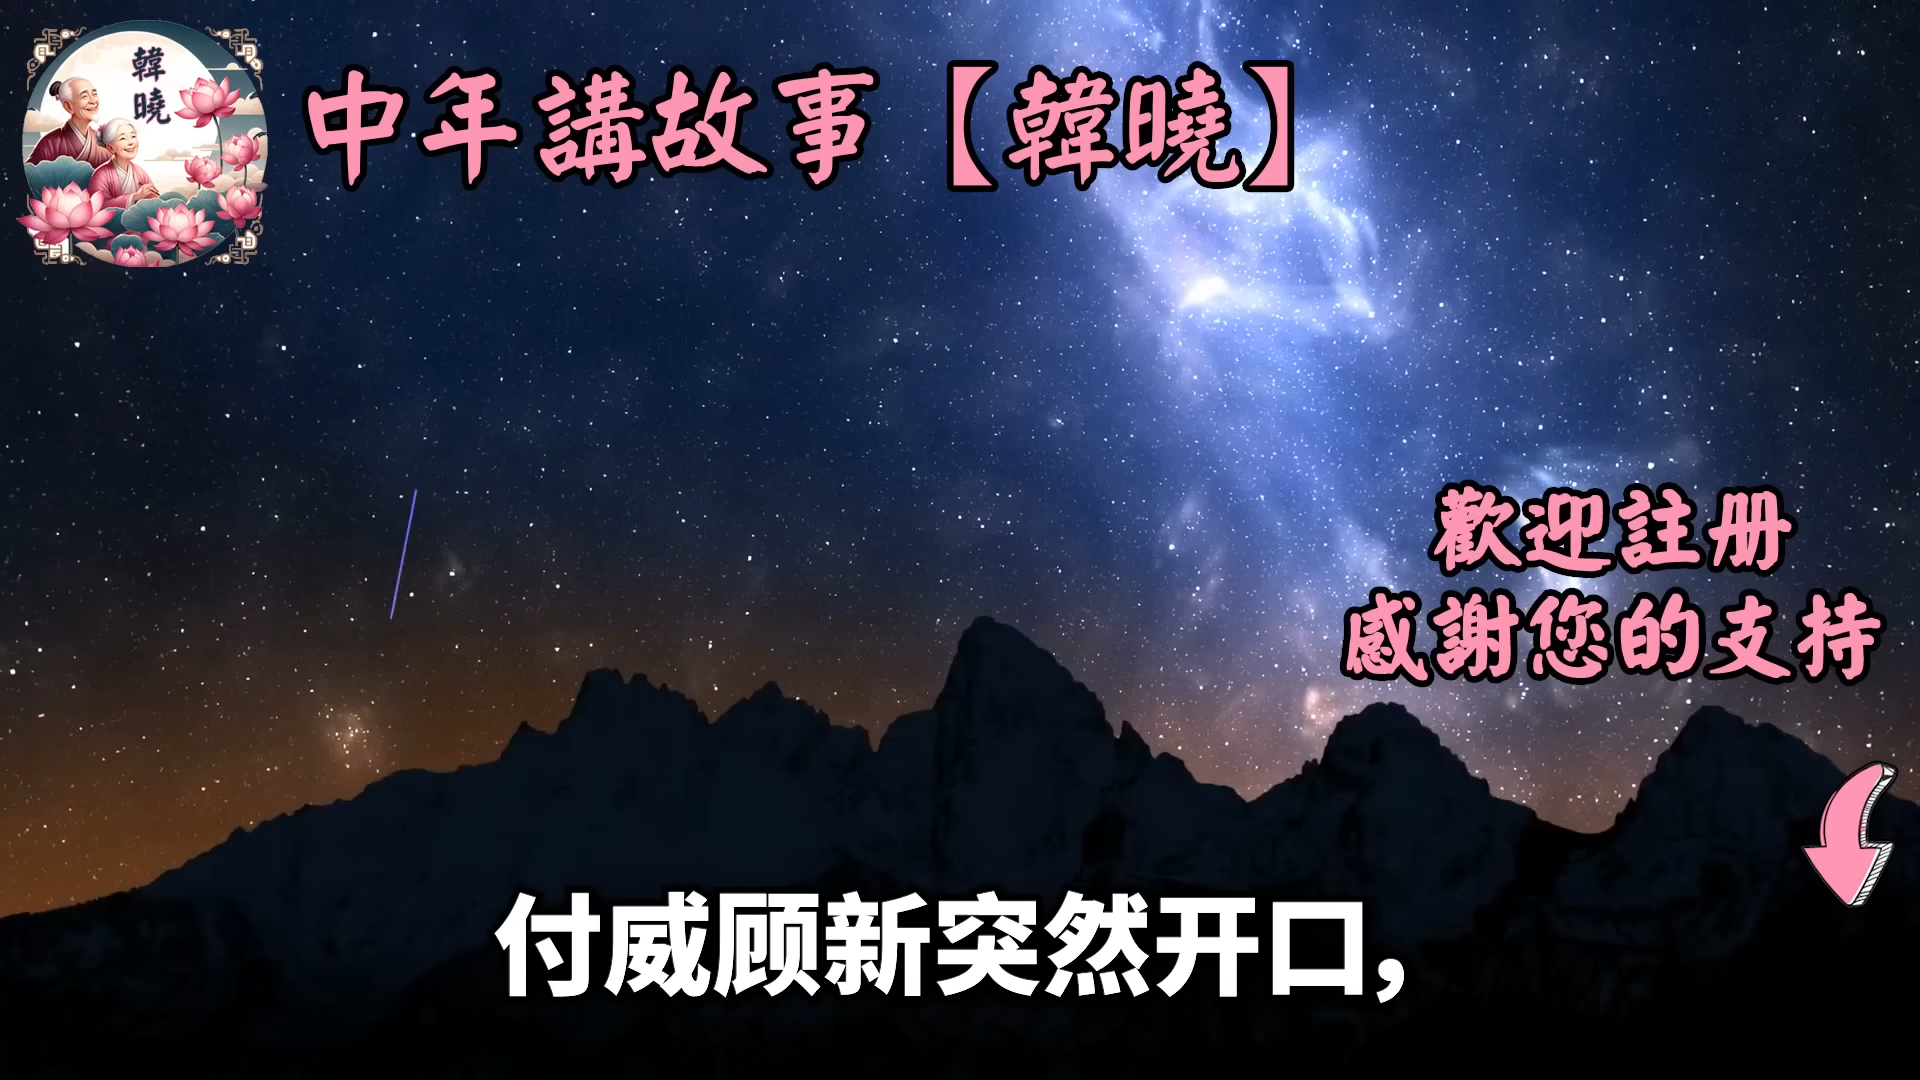 韓
曉
中年講故事【韓曉】
歡迎註册
感謝您的支持
付威顾新突然开口,